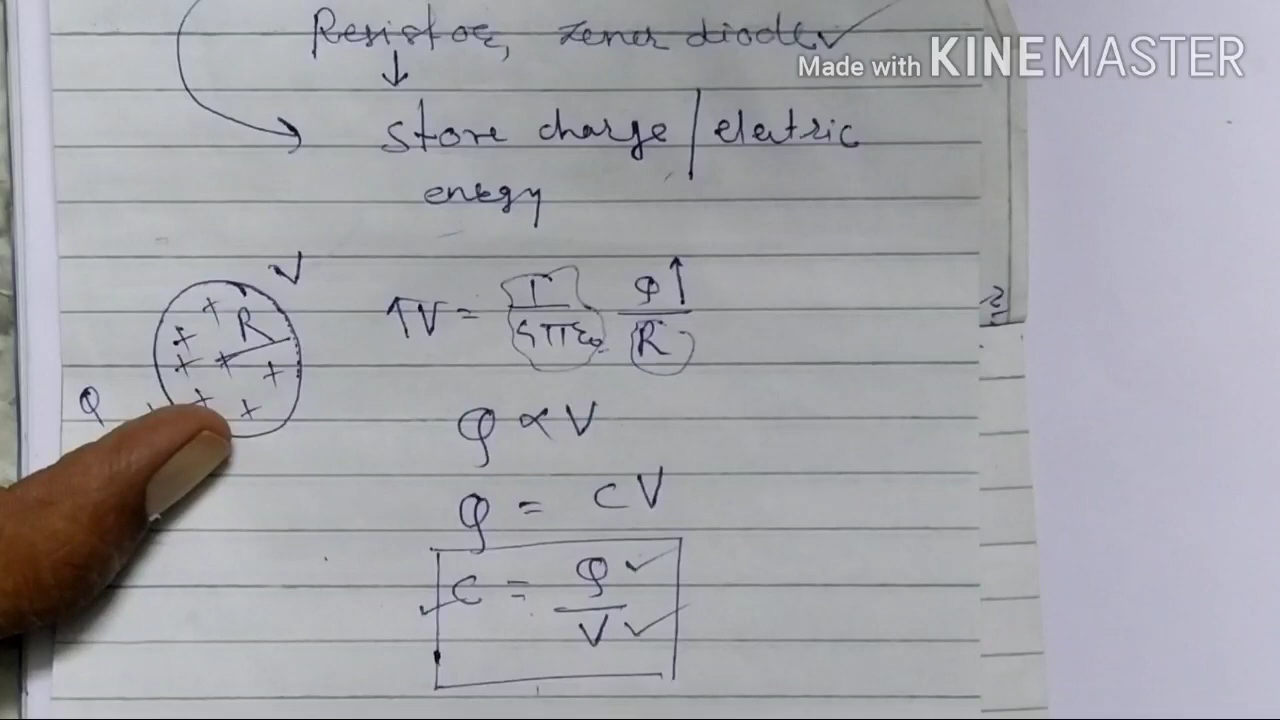 Resistor, zener diode ✓
Made with KINEMASTER
↓
store charge / electric
energy
V
R
Q
↑V = 1/4πε₀ Q↑/R
Q ∝ V
Q = CV
C = Q/V